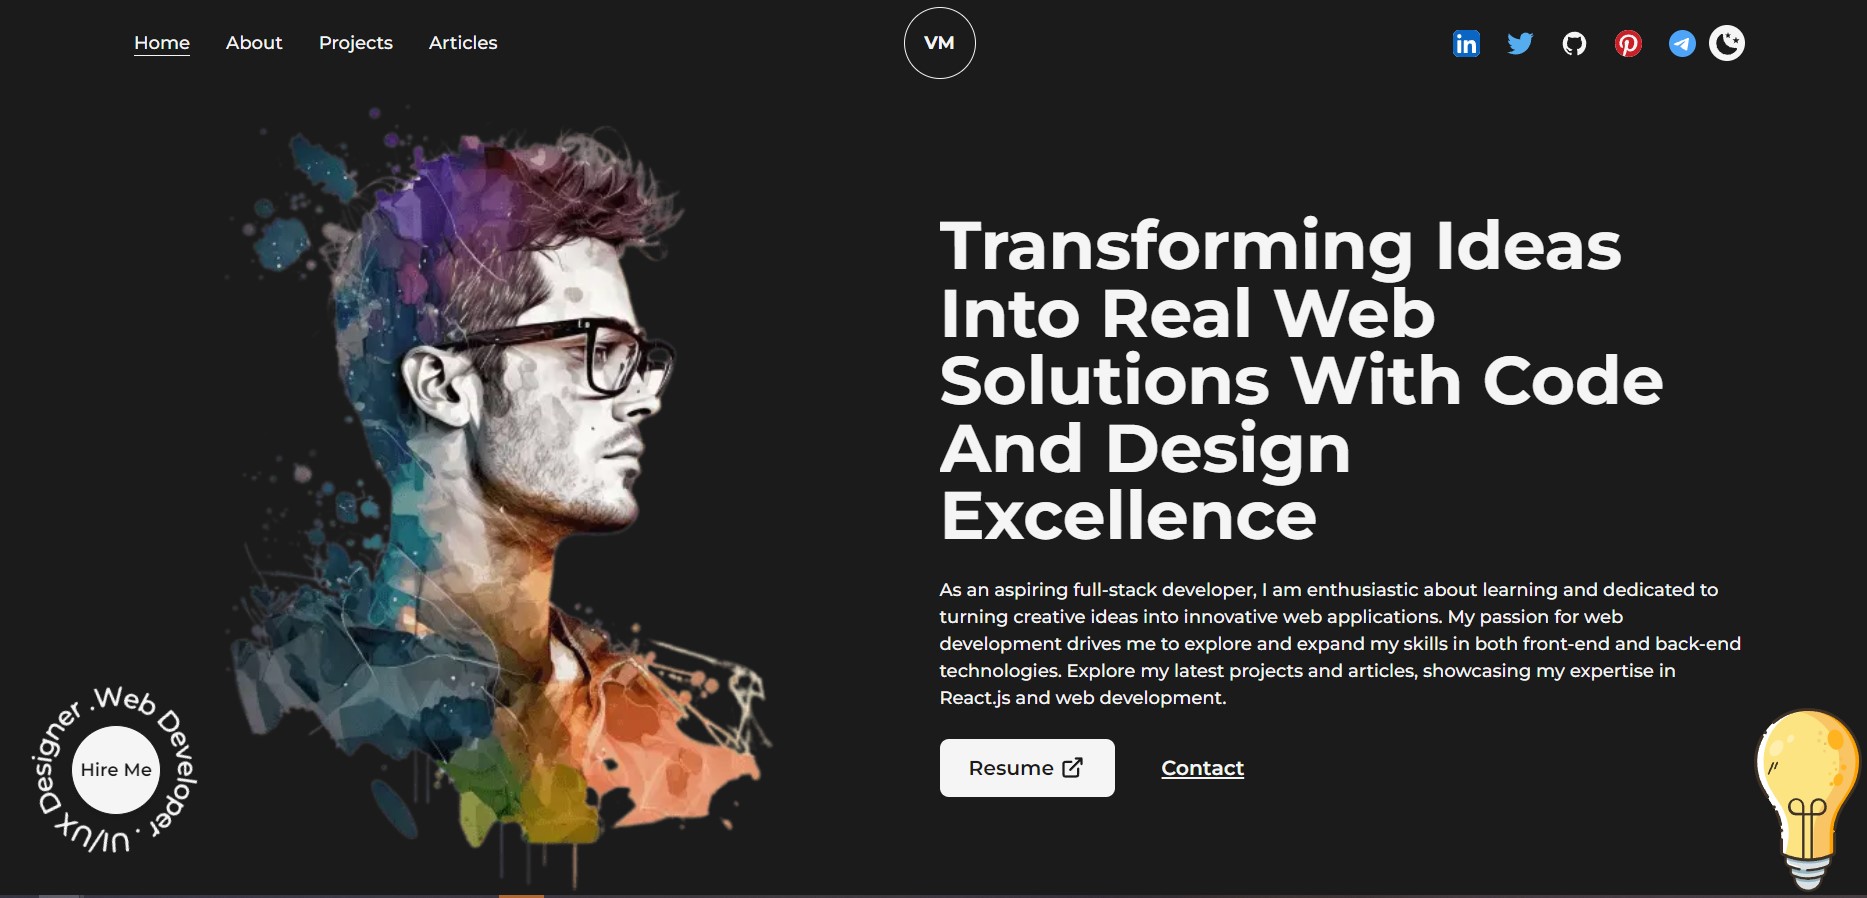 Home About Projects Articles
VM
in
Transforming Ideas
Into Real Web
Solutions With Code
And Design
Excellence
As an aspiring full-stack developer, I am enthusiastic about learning and dedicated to
turning creative ideas into innovative web applications. My passion for web
development drives me to explore and expand my skills in both front-end and back-end
technologies. Explore my latest projects and articles, showcasing my expertise in
React.js and web development.
Resume
Contact
.Web Developer . UI/UX Designer
Hire Me